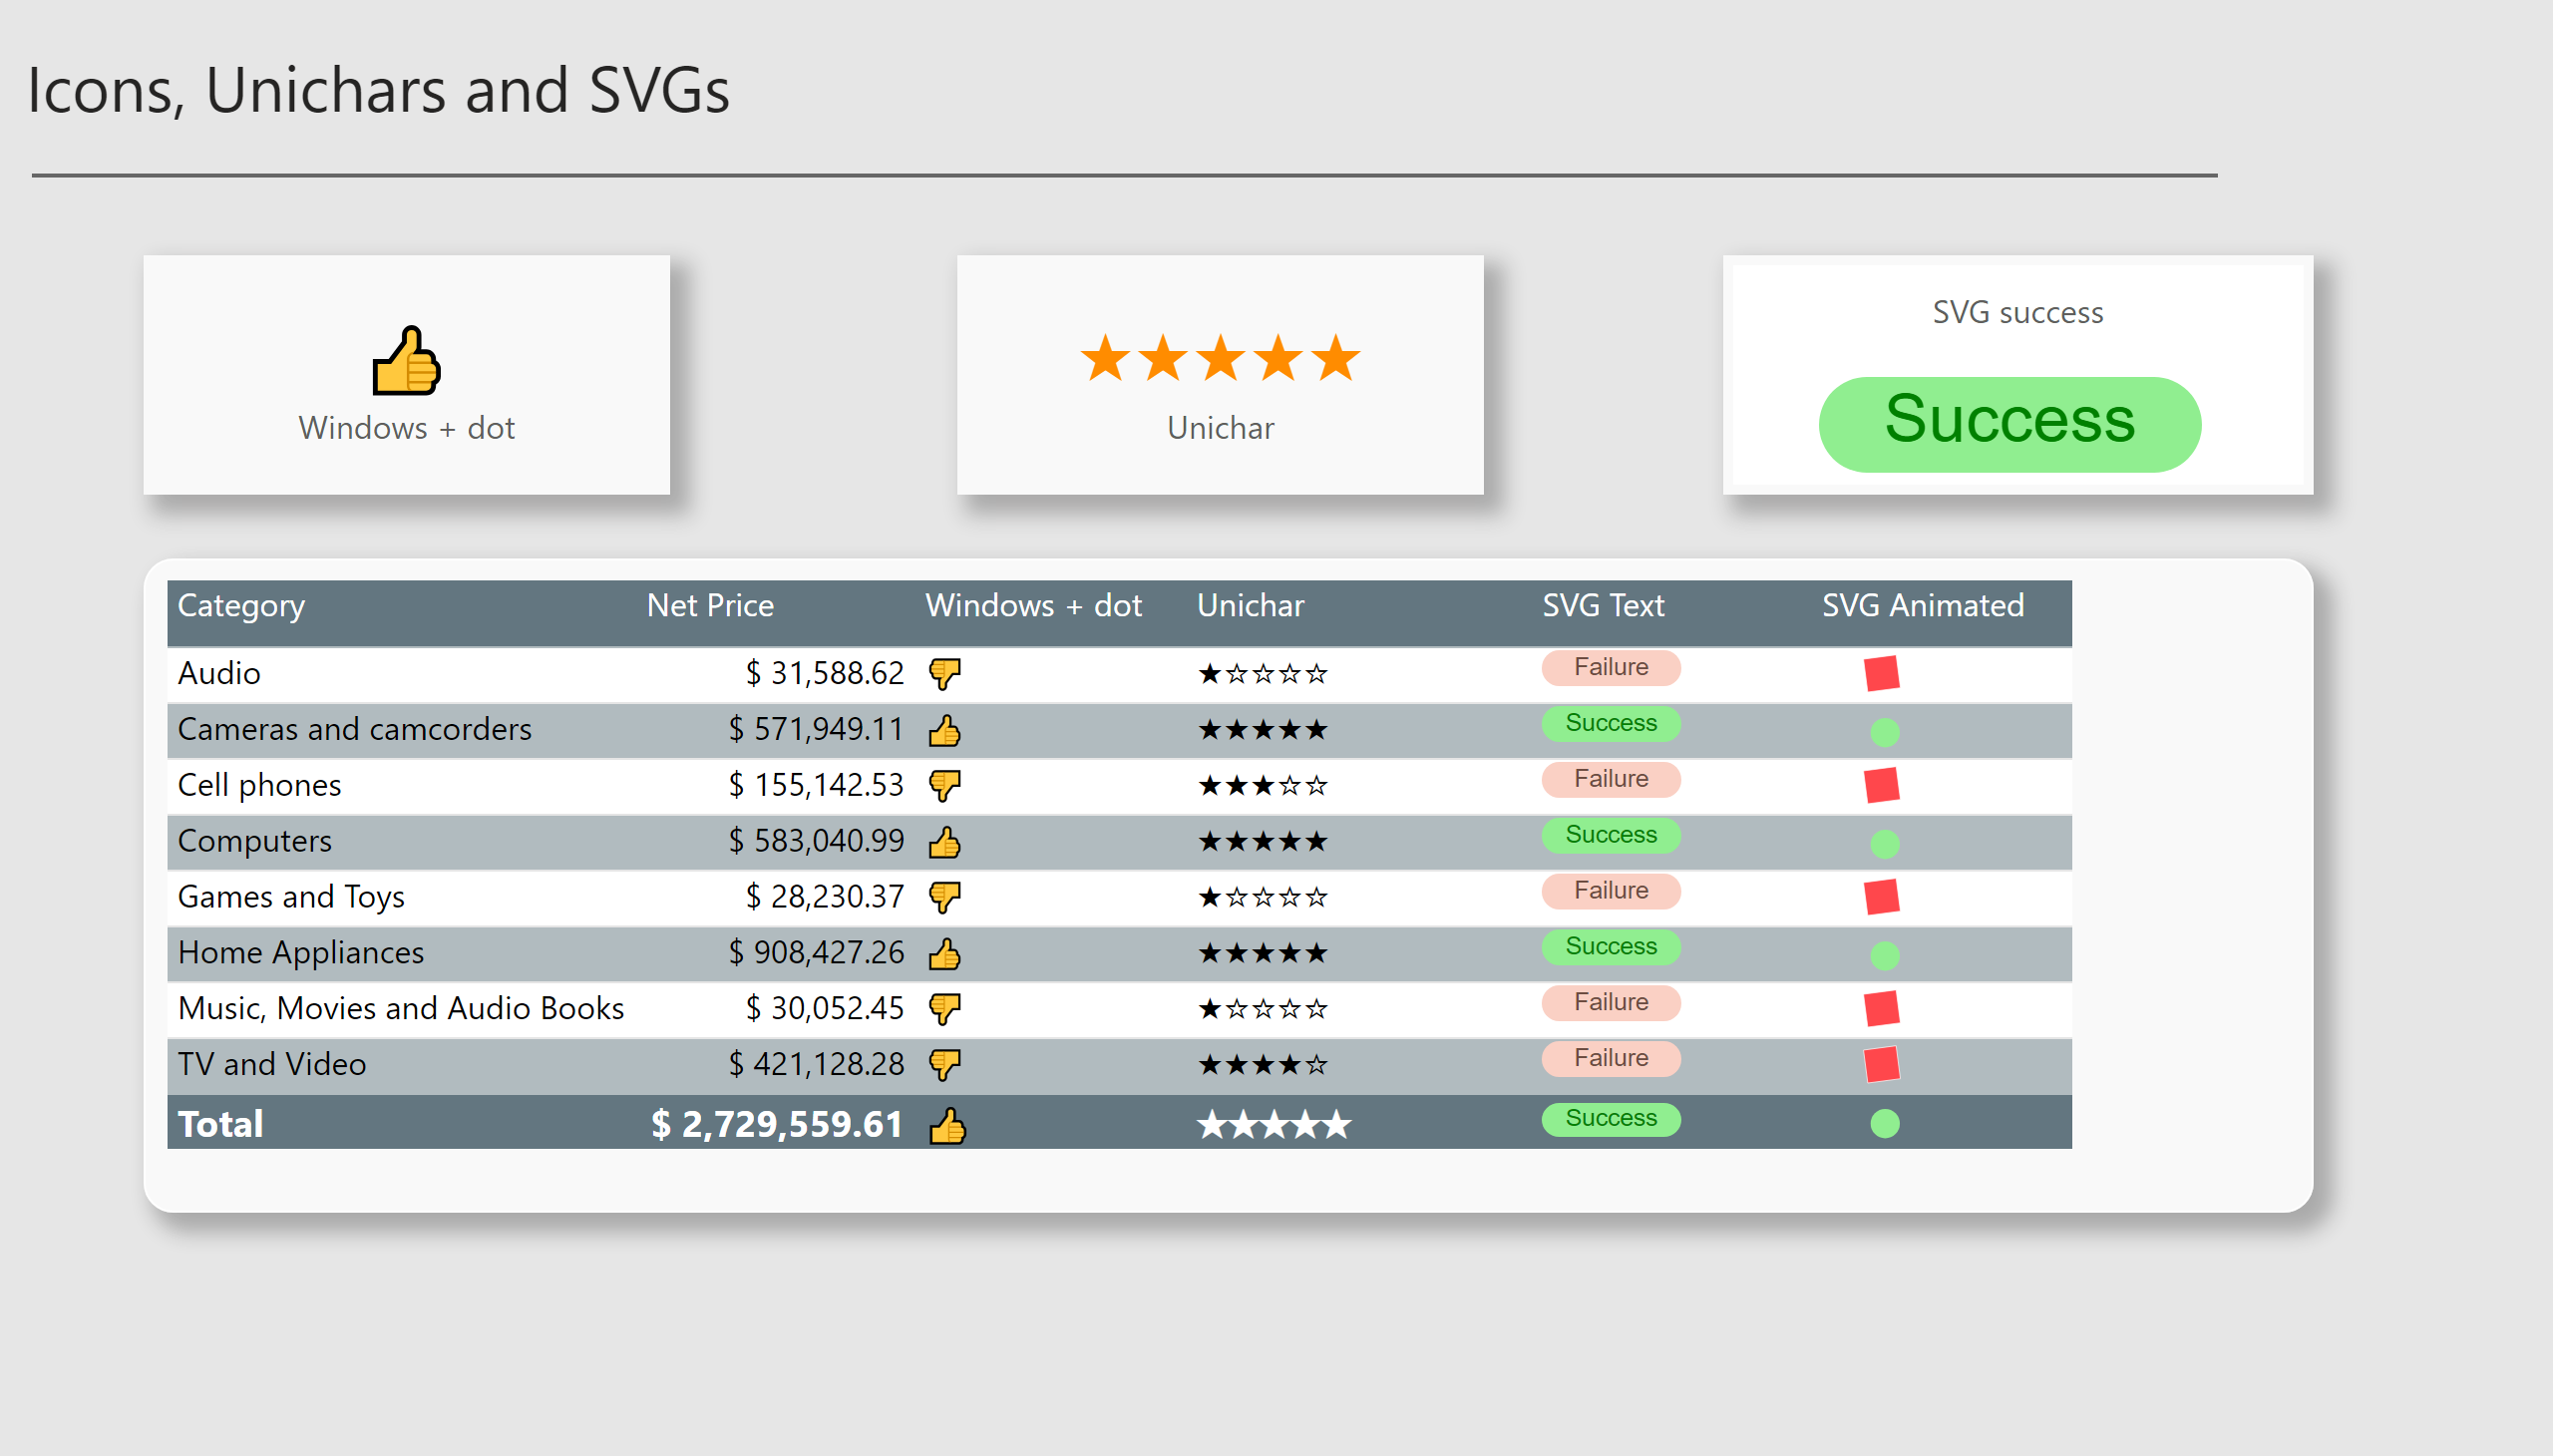 Icons, Unichars and SVGs
👍
Windows + dot
★★★★★
Unichar
SVG success
Success
Category Net Price Windows + dot Unichar SVG Text SVG Animated
Audio $ 31,588.62 👎 ★☆☆☆☆ Failure
Cameras and camcorders $ 571,949.11 👍 ★★★★★ Success
Cell phones $ 155,142.53 👎 ★★★☆☆ Failure
Computers $ 583,040.99 👍 ★★★★★ Success
Games and Toys $ 28,230.37 👎 ★☆☆☆☆ Failure
Home Appliances $ 908,427.26 👍 ★★★★★ Success
Music, Movies and Audio Books $ 30,052.45 👎 ★☆☆☆☆ Failure
TV and Video $ 421,128.28 👎 ★★★★☆ Failure
Total $ 2,729,559.61 👍 ★★★★★ Success